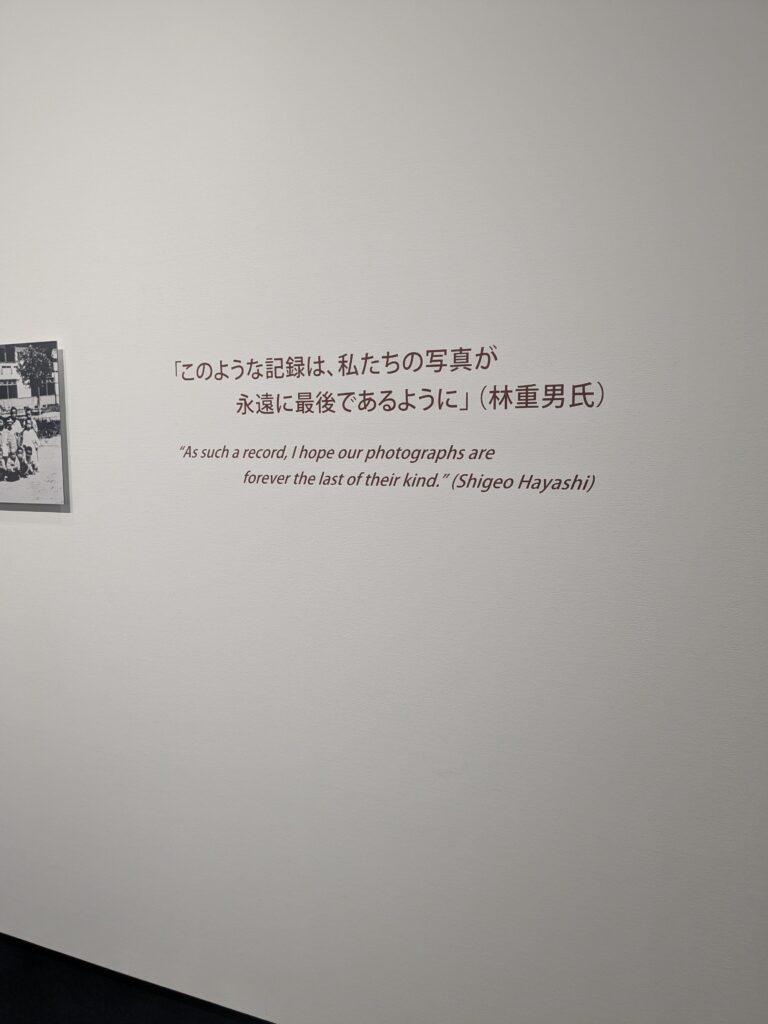 「このような記録は、私たちの写真が
永遠に最後であるように」（林重男氏）
“As such a record, I hope our photographs are
forever the last of their kind.” (Shigeo Hayashi)